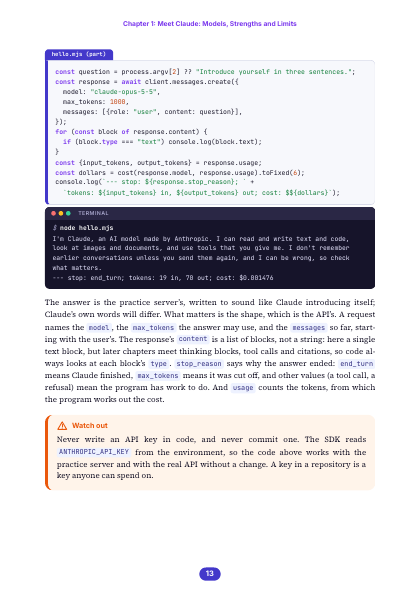 Chapter 1: Meet Claude: Models, Strengths and Limits
hello.mjs (part)
const question = process.argv[2] ?? "Introduce yourself in three sentences.";
const response = await client.messages.create({
  model: "claude-opus-5-5",
  max_tokens: 1000,
  messages: [{role: "user", content: question}],
});
for (const block of response.content) {
  if (block.type === "text") console.log(block.text);
}
const {input_tokens, output_tokens} = response.usage;
const dollars = cost(response.model, response.usage).toFixed(6);
console.log(`--- stop: ${response.stop_reason}; ` +
  `tokens: ${input_tokens} in, ${output_tokens} out; cost: $${dollars}`);
TERMINAL
$ node hello.mjs
I'm Claude, an AI model made by Anthropic. I can read and write text and code,
look at images and documents, and use tools that you give me. I don't remember
earlier conversations unless you send them again, and I can be wrong, so check
what matters.
--- stop: end_turn; tokens: 19 in, 70 out; cost: $0.001476
The answer is the practice server's, written to sound like Claude introducing itself;
Claude's own words will differ. What matters is the shape, which is the API's. A request
names the model, the max_tokens the answer may use, and the messages so far, start-
ing with the user's. The response's content is a list of blocks, not a string: here a single
text block, but later chapters meet thinking blocks, tool calls and citations, so code al-
ways looks at each block's type. stop_reason says why the answer ended: end_turn
means Claude finished, max_tokens means it was cut off, and other values (a tool call, a
refusal) mean the program has work to do. And usage counts the tokens, from which
the program works out the cost.
Watch out
Never write an API key in code, and never commit one. The SDK reads
ANTHROPIC_API_KEY from the environment, so the code above works with the
practice server and with the real API without a change. A key in a repository is a
key anyone can spend on.
13